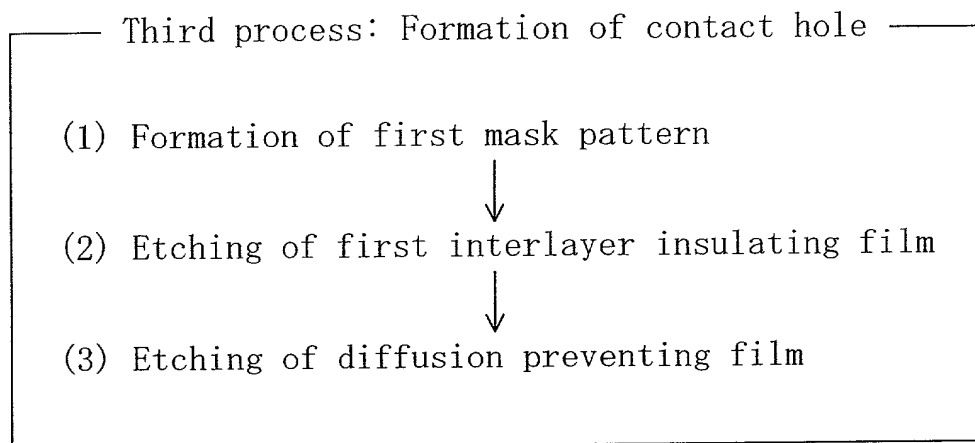 Third process: Formation of contact hole
(1) Formation of first mask pattern
(2) Etching of first interlayer insulating film
(3) Etching of diffusion preventing film